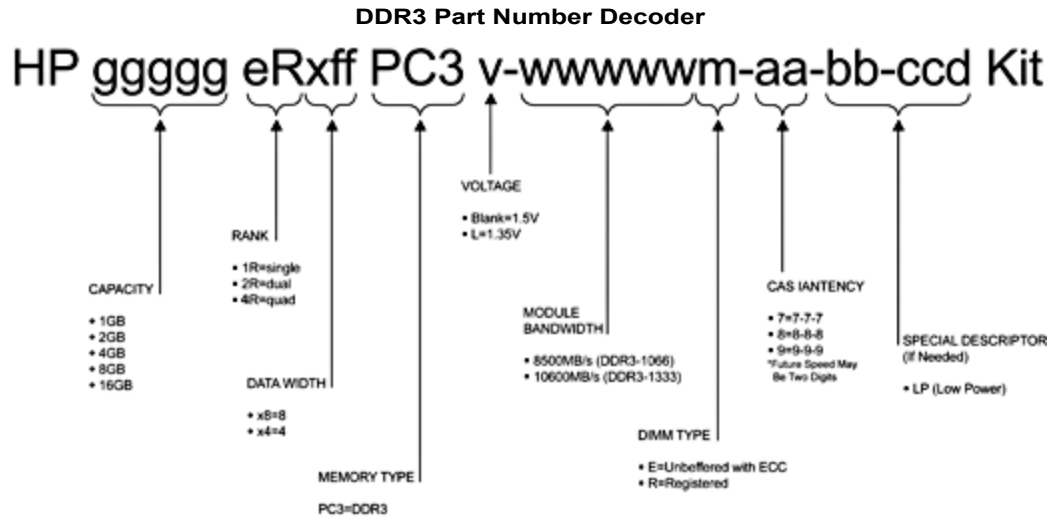 DDR3 Part Number Decoder
HP ggggg eRxff PC3 v-wwwwwm-aa-bb-ccd Kit
VOLTAGE
• Blank=1.5V
• L=1.35V
RANK
• 1R=single
• 2R=dual
• 4R=quad
CAPACITY
• 1GB
• 2GB
• 4GB
• 8GB
• 16GB
CAS IANTENCY
• 7=7-7-7
• 8=8-8-8
• 9=9-9-9
*Future Speed May
Be Two Digits
MODULE
BANDWIDTH
• 8500MB/s (DDR3-1066)
• 10600MB/s (DDR3-1333)
SPECIAL DESCRIPTOR
(If Needed)
• LP (Low Power)
DATA WIDTH
• x8=8
• x4=4
DIMM TYPE
• E=Unbeffered with ECC
• R=Registered
MEMORY TYPE
PC3=DDR3